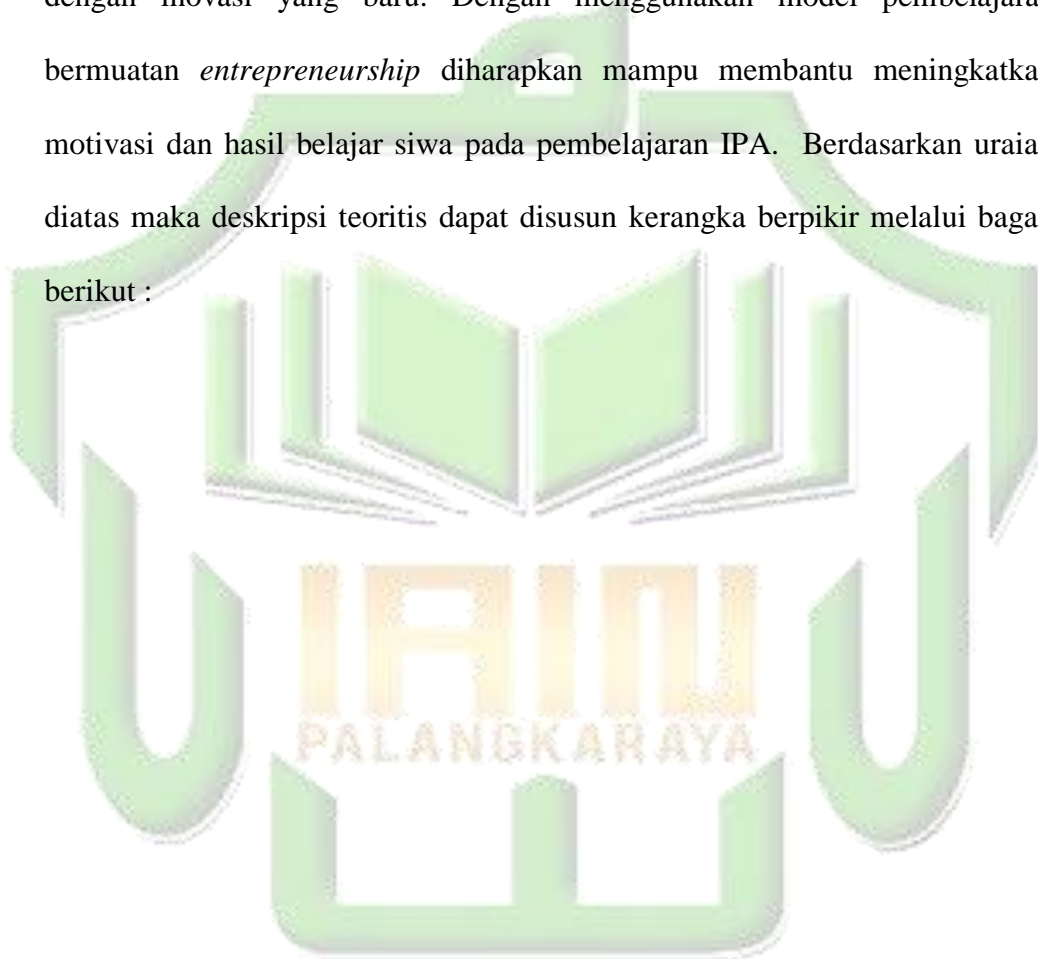 dengan inovasi yang baru. Dengan menggunakan model pembelajara
bermuatan entrepreneurship diharapkan mampu membantu meningkatka
motivasi dan hasil belajar siwa pada pembelajaran IPA. Berdasarkan uraia
diatas maka deskripsi teoritis dapat disusun kerangka berpikir melalui baga
berikut :
IAIN
PALANGKARAYA